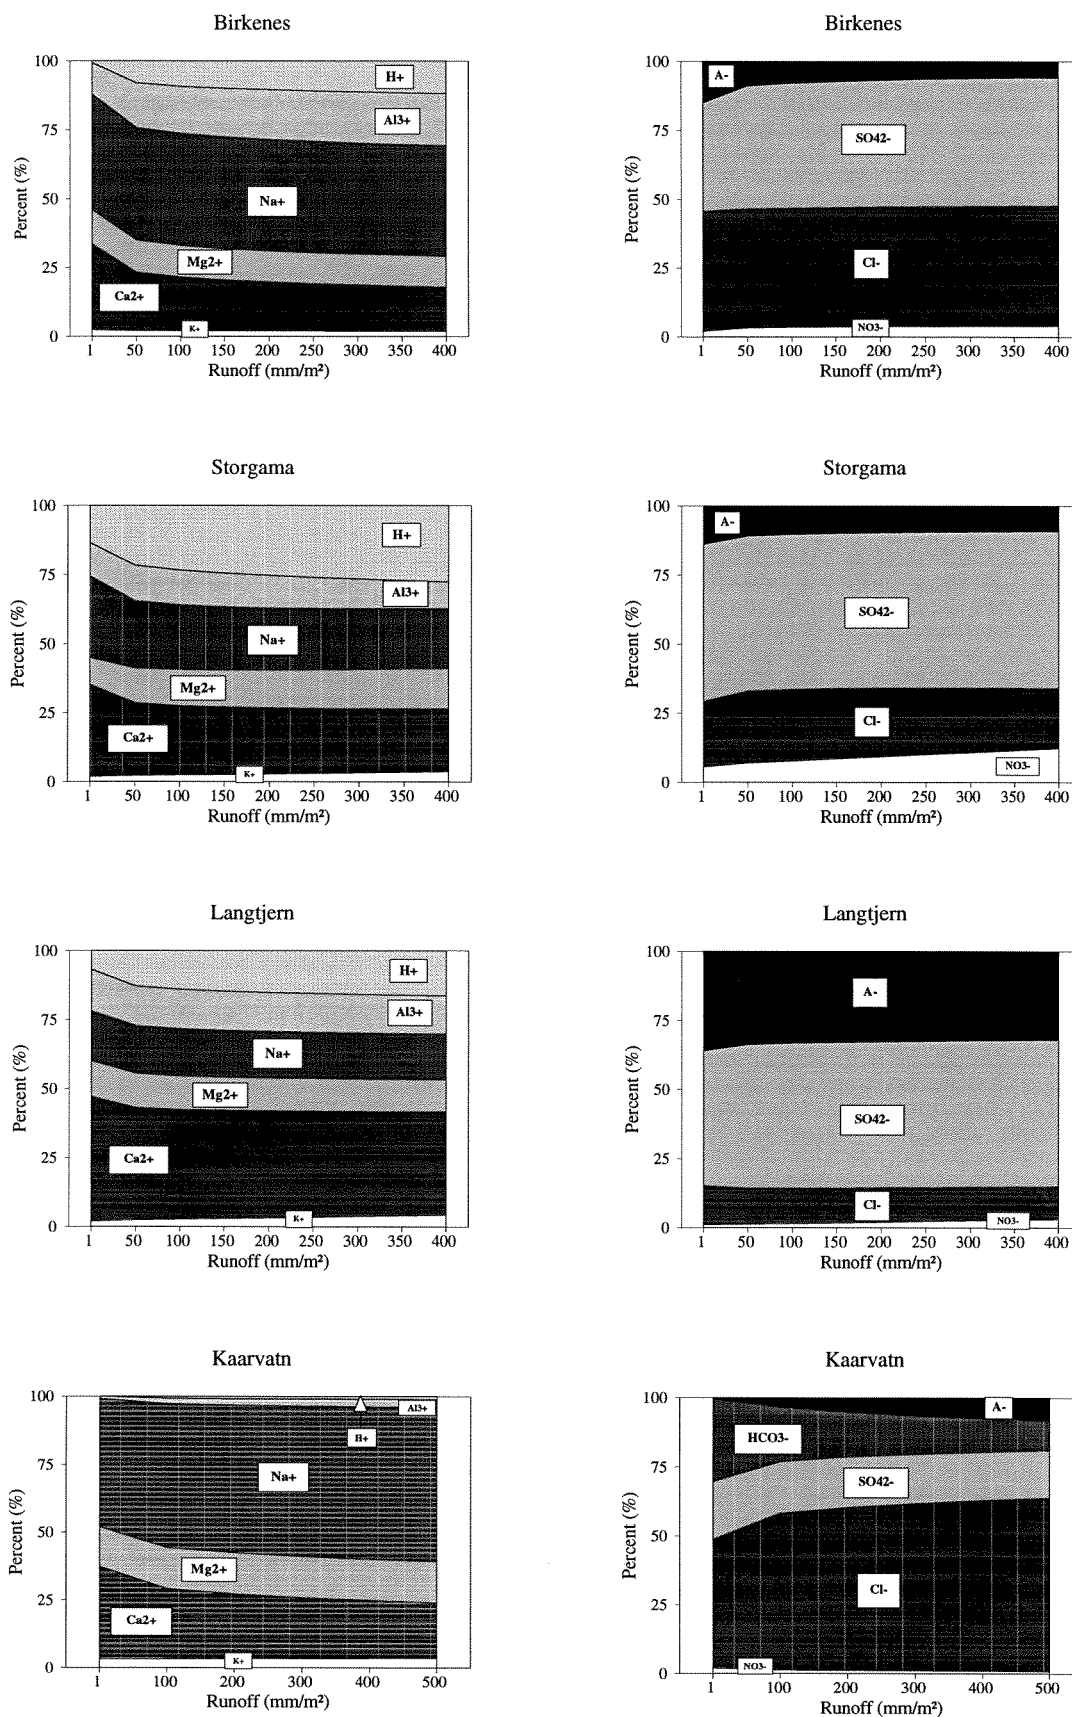 Birkenes
100
75
50
25
0
Percent (%)
H+
Al3+
Na+
Mg2+
Ca2+
K+
1 50 100 150 200 250 300 350 400
Runoff (mm/m²)
Birkenes
100
75
50
25
0
Percent (%)
A-
SO42-
Cl-
NO3-
1 50 100 150 200 250 300 350 400
Runoff (mm/m²)
Storgama
100
75
50
25
0
Percent (%)
H+
Al3+
Na+
Mg2+
Ca2+
K+
1 50 100 150 200 250 300 350 400
Runoff (mm/m²)
Storgama
100
75
50
25
0
Percent (%)
A-
SO42-
Cl-
NO3-
1 50 100 150 200 250 300 350 400
Runoff (mm/m²)
Langtjern
100
75
50
25
0
Percent (%)
H+
Al3+
Na+
Mg2+
Ca2+
K+
1 50 100 150 200 250 300 350 400
Runoff (mm/m²)
Langtjern
100
75
50
25
0
Percent (%)
A-
SO42-
Cl-
NO3-
1 50 100 150 200 250 300 350 400
Runoff (mm/m²)
Kaarvatn
100
75
50
25
0
Percent (%)
Al3+
H+
Na+
Mg2+
Ca2+
K+
1 100 200 300 400 500
Runoff (mm/m²)
Kaarvatn
100
75
50
25
0
Percent (%)
A-
HCO3-
SO42-
Cl-
NO3-
1 100 200 300 400 500
Runoff (mm/m²)